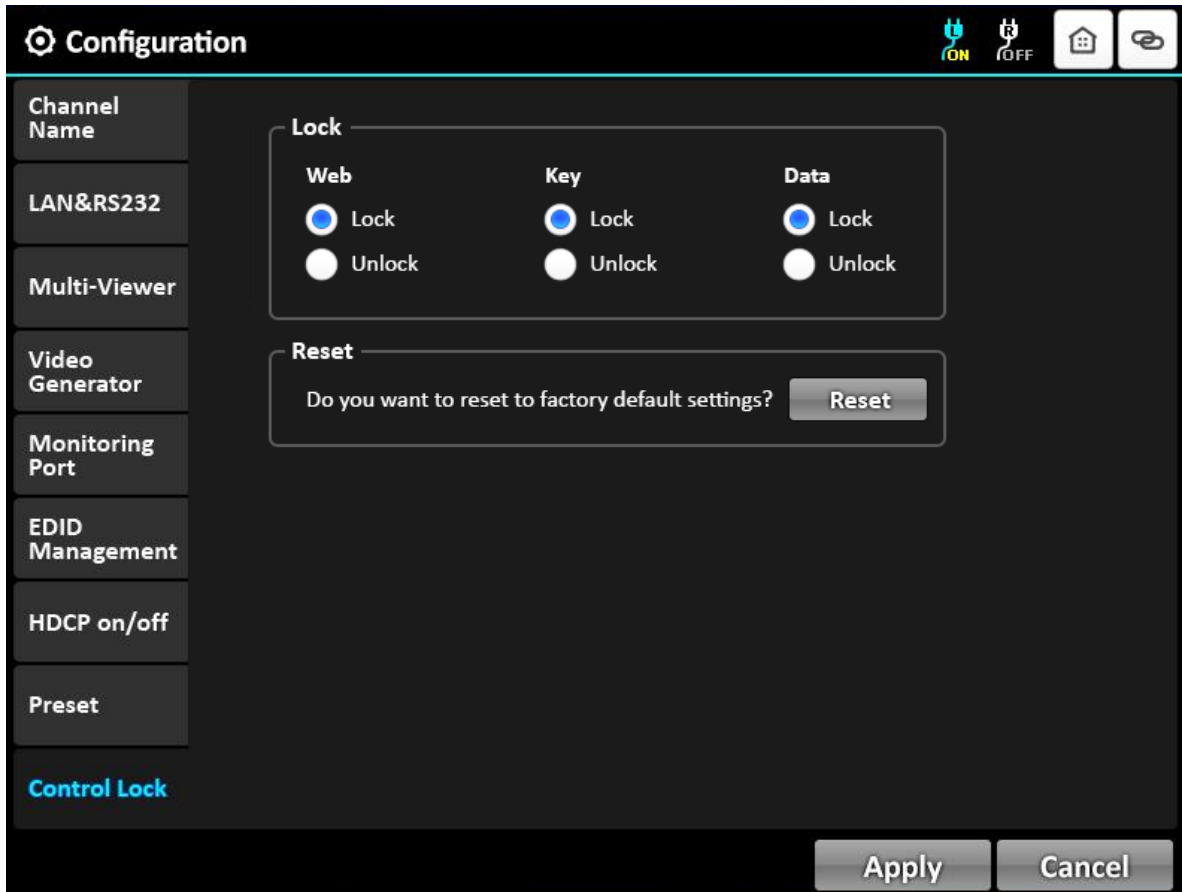 Configuration
L
ON
R
OFF
Channel
Name
LAN&RS232
Multi-Viewer
Video
Generator
Monitoring
Port
EDID
Management
HDCP on/off
Preset
Control Lock
Lock
Web Key Data
Lock Lock Lock
Unlock Unlock Unlock
Reset
Do you want to reset to factory default settings? Reset
Apply Cancel